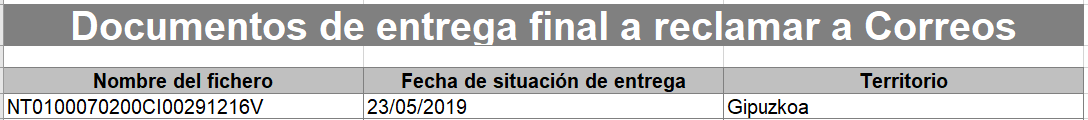 Documentos de entrega final a reclamar a Correos
Nombre del fichero Fecha de situación de entrega Territorio
NT0100070200CI00291216V 23/05/2019 Gipuzkoa